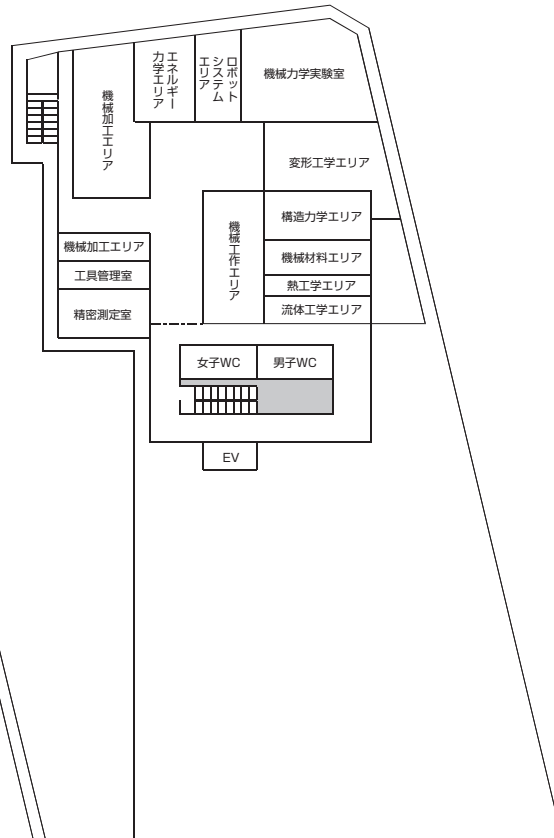 機械加工エリア
エネルギー
力学エリア
ロボット
システム
エリア
機械力学実験室
変形工学エリア
機械工作エリア
構造力学エリア
機械加工エリア
機械材料エリア
工具管理室
熱工学エリア
精密測定室
流体工学エリア
女子WC
男子WC
EV